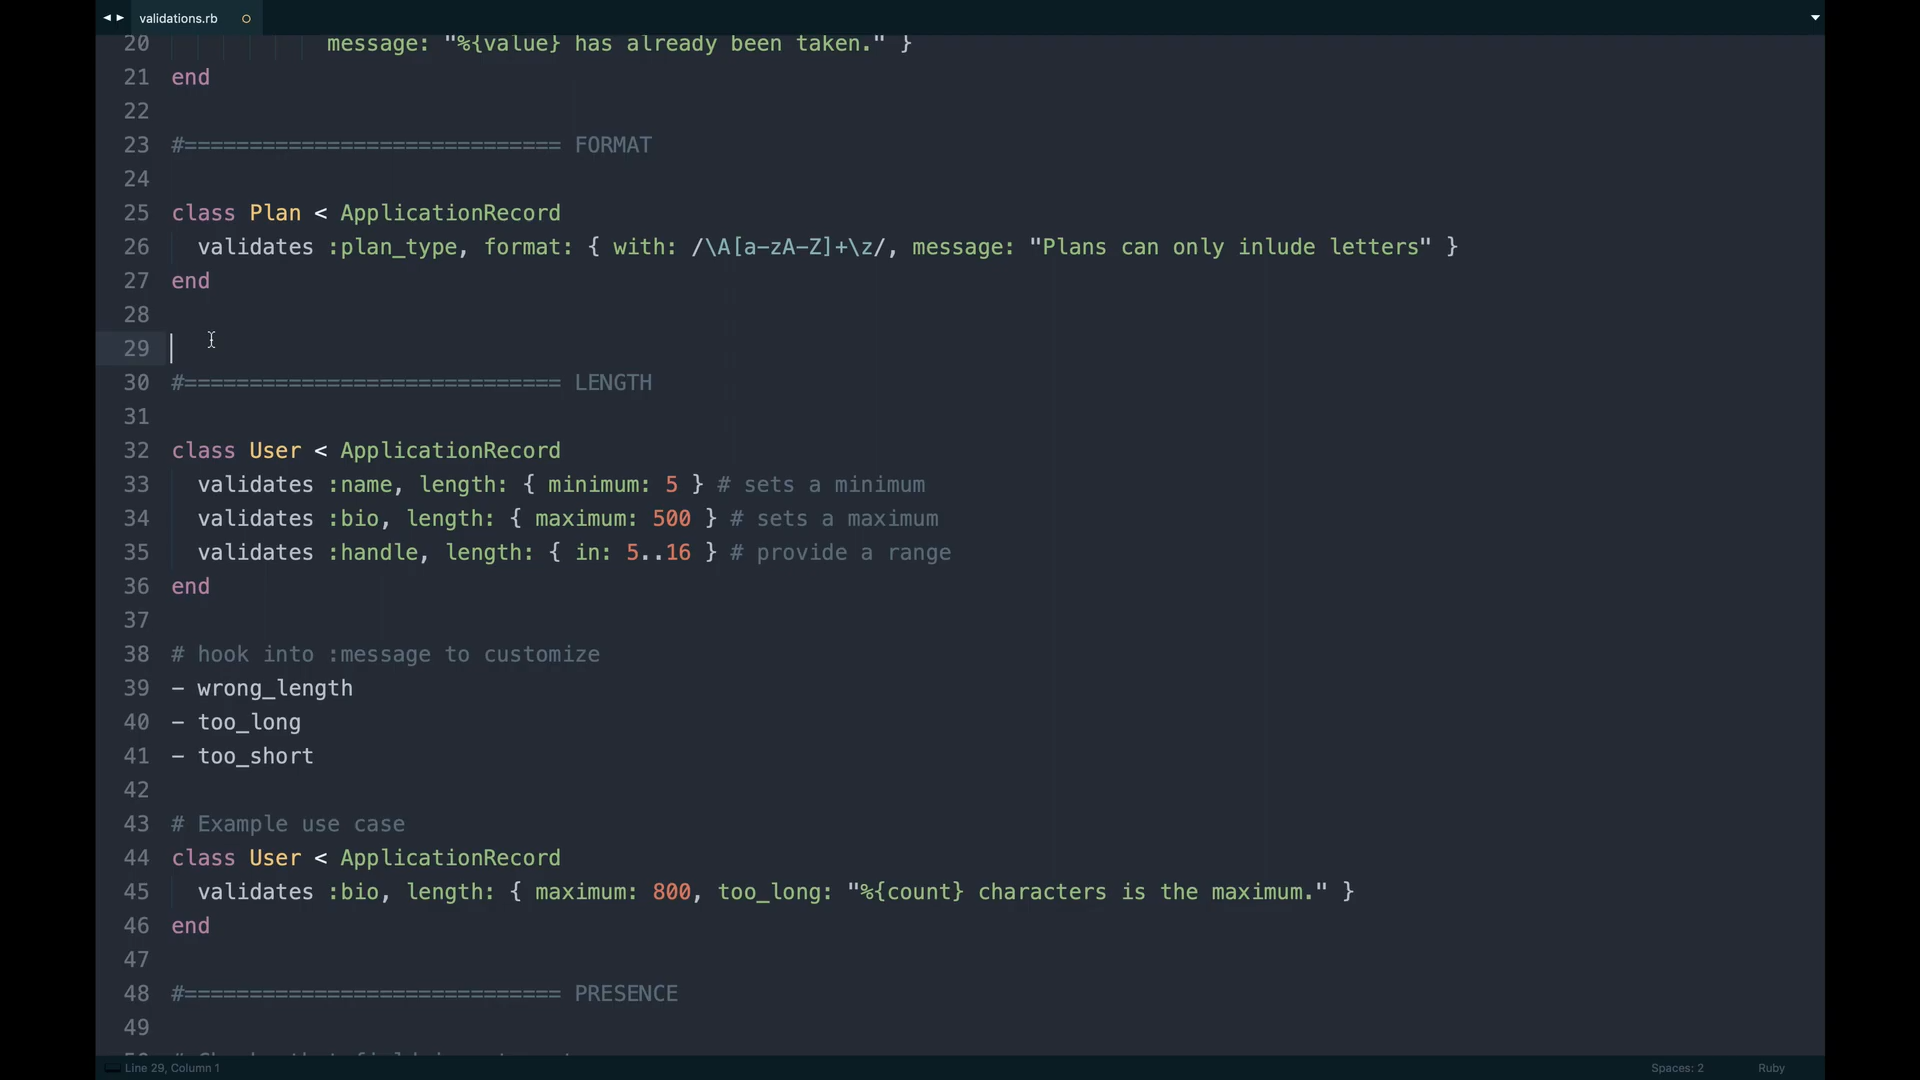 validations.rb
20 message: "%{value} has already been taken." }
21 end
22
23 #============================= FORMAT
24
25 class Plan < ApplicationRecord
26 validates :plan_type, format: { with: /\A[a-zA-Z]+\z/, message: "Plans can only inlude letters" }
27 end
28
29
30 #============================= LENGTH
31
32 class User < ApplicationRecord
33 validates :name, length: { minimum: 5 } # sets a minimum
34 validates :bio, length: { maximum: 500 } # sets a maximum
35 validates :handle, length: { in: 5..16 } # provide a range
36 end
37
38 # hook into :message to customize
39 - wrong_length
40 - too_long
41 - too_short
42
43 # Example use case
44 class User < ApplicationRecord
45 validates :bio, length: { maximum: 800, too_long: "%{count} characters is the maximum." }
46 end
47
48 #============================= PRESENCE
49
Line 29, Column 1
Spaces: 2
Ruby